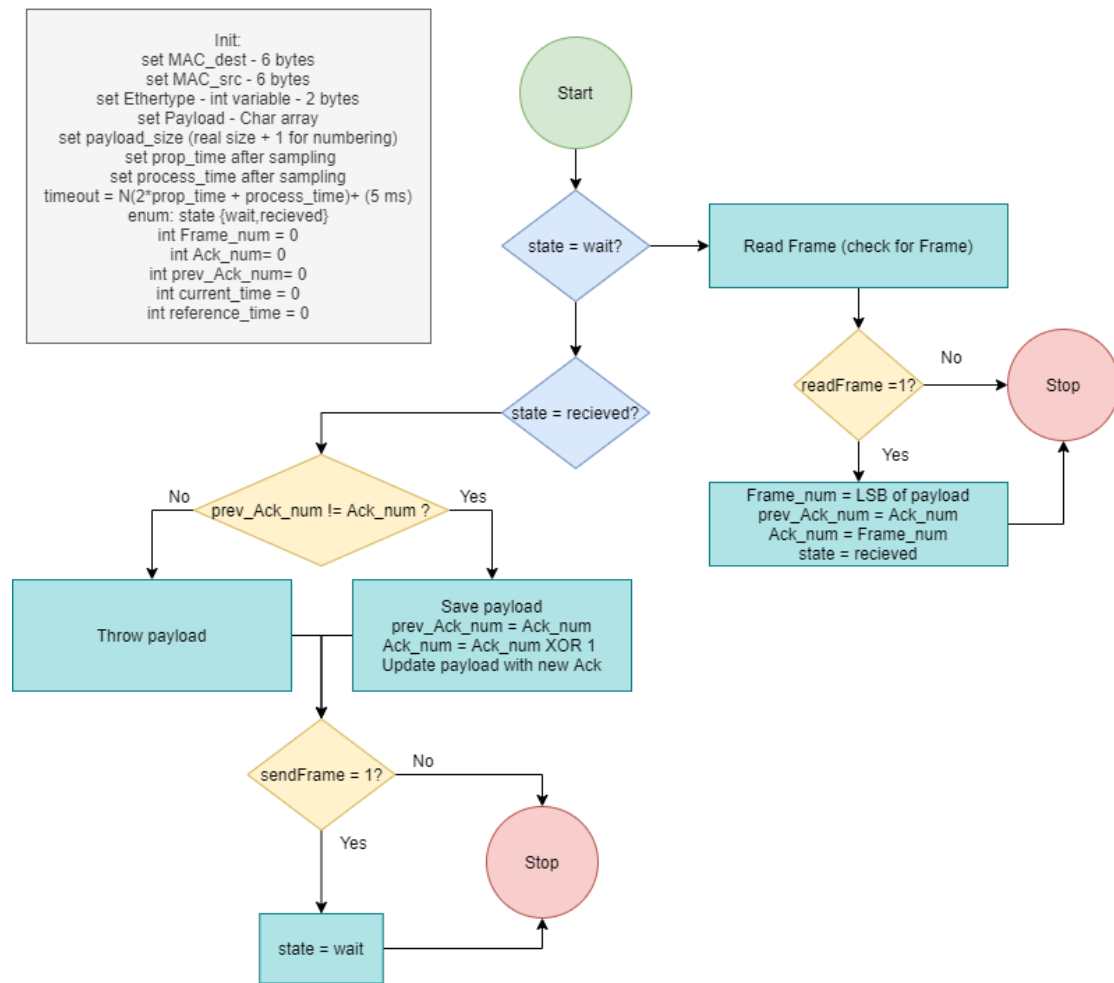 Init:
set MAC_dest - 6 bytes
set MAC_src - 6 bytes
set Ethertype - int variable - 2 bytes
set Payload - Char array
set payload_size (real size + 1 for numbering)
set prop_time after sampling
set process_time after sampling
timeout = N(2*prop_time + process_time)+ (5 ms)
enum: state {wait,recieved}
int Frame_num = 0
int Ack_num= 0
int prev_Ack_num= 0
int current_time = 0
int reference_time = 0
Start
state = wait?
Read Frame (check for Frame)
readFrame =1?
No
Stop
Yes
Frame_num = LSB of payload
prev_Ack_num = Ack_num
Ack_num = Frame_num
state = recieved
state = recieved?
prev_Ack_num != Ack_num ?
No
Yes
Throw payload
Save payload
prev_Ack_num = Ack_num
Ack_num = Ack_num XOR 1
Update payload with new Ack
sendFrame = 1?
No
Yes
Stop
state = wait